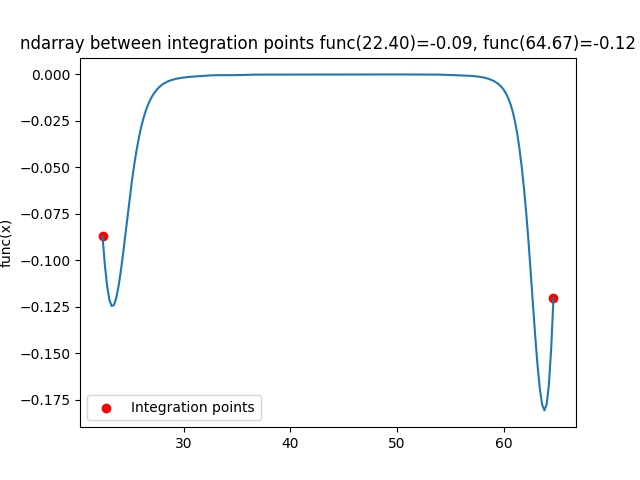 ndarray between integration points func(22.40)=-0.09, func(64.67)=-0.12
0.000
-0.025
-0.050
-0.075
-0.100
-0.125
-0.150
-0.175
func(x)
Integration points
30 40 50 60